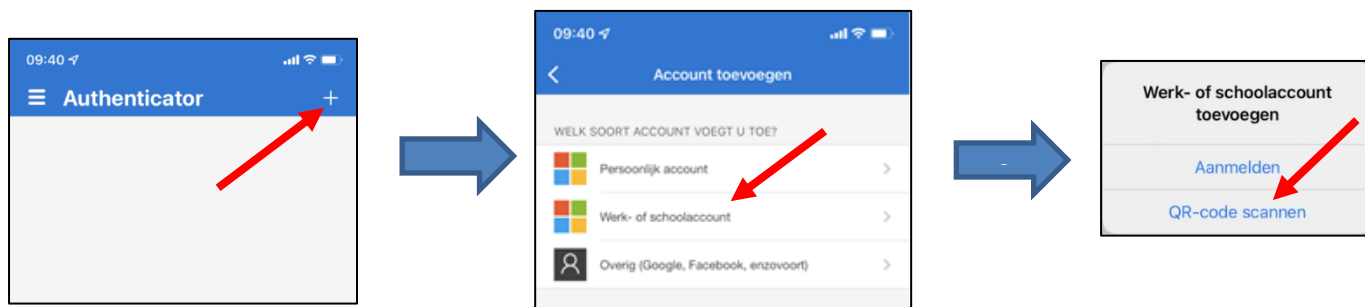 09:40
Authenticator
+
09:40
Account toevoegen
WELK SOORT ACCOUNT VOEGT U TOE?
Persoonlijk account
Werk- of schoolaccount
Overig (Google, Facebook, enzovoort)
-
Werk- of schoolaccount
toevoegen
Aanmelden
QR-code scannen